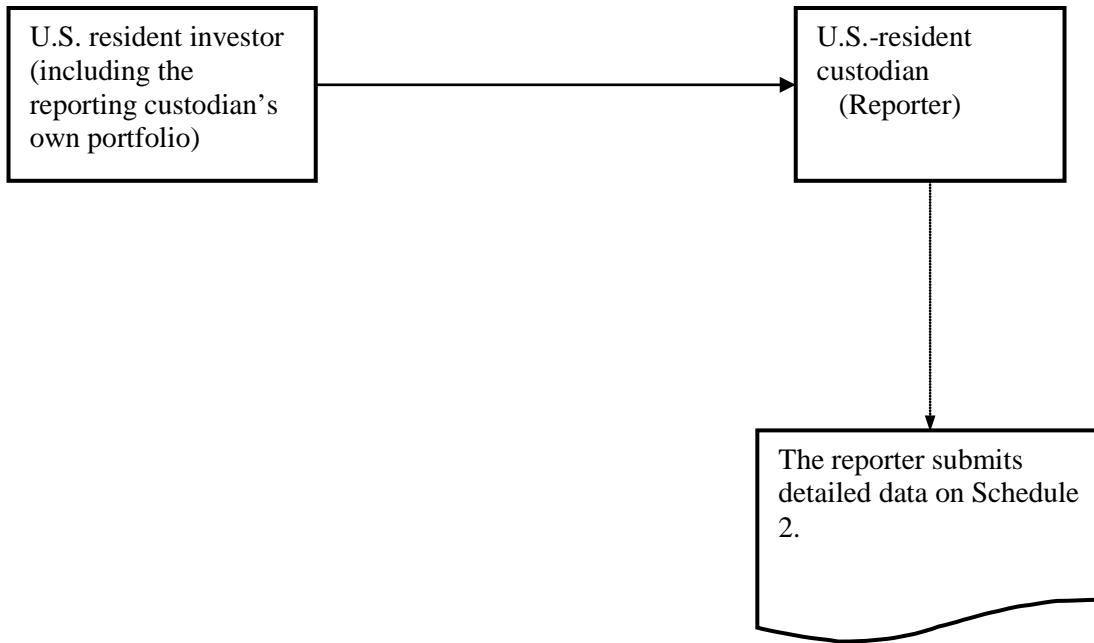 U.S. resident investor
(including the
reporting custodian’s
own portfolio)
U.S.-resident
custodian
(Reporter)
The reporter submits
detailed data on Schedule
2.